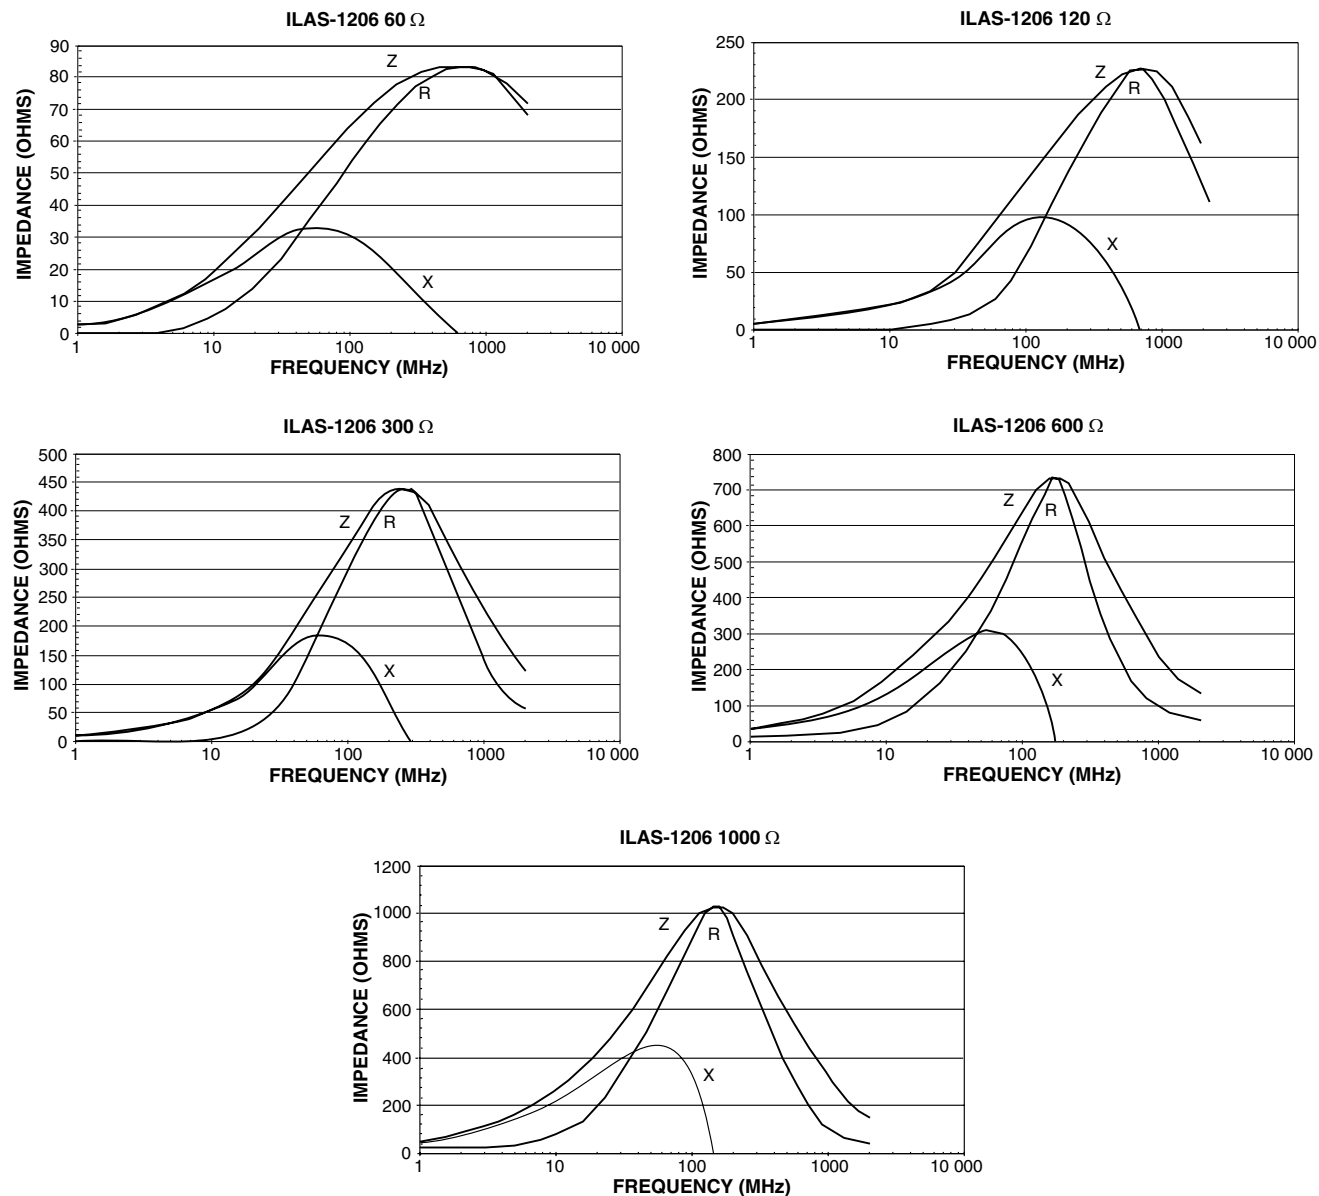 ILAS-1206 60 Ω
IMPEDANCE (OHMS)
90
80
70
60
50
40
30
20
10
0
Z
R
X
1 10 100 1000 10 000
FREQUENCY (MHz)
ILAS-1206 120 Ω
IMPEDANCE (OHMS)
250
200
150
100
50
0
Z
R
X
1 10 100 1000 10 000
FREQUENCY (MHz)
ILAS-1206 300 Ω
IMPEDANCE (OHMS)
500
450
400
350
300
250
200
150
100
50
0
Z R
X
1 10 100 1000 10 000
FREQUENCY (MHz)
ILAS-1206 600 Ω
IMPEDANCE (OHMS)
800
700
600
500
400
300
200
100
0
Z
R
X
1 10 100 1000 10 000
FREQUENCY (MHz)
ILAS-1206 1000 Ω
IMPEDANCE (OHMS)
1200
1000
800
600
400
200
0
Z
R
X
1 10 100 1000 10 000
FREQUENCY (MHz)